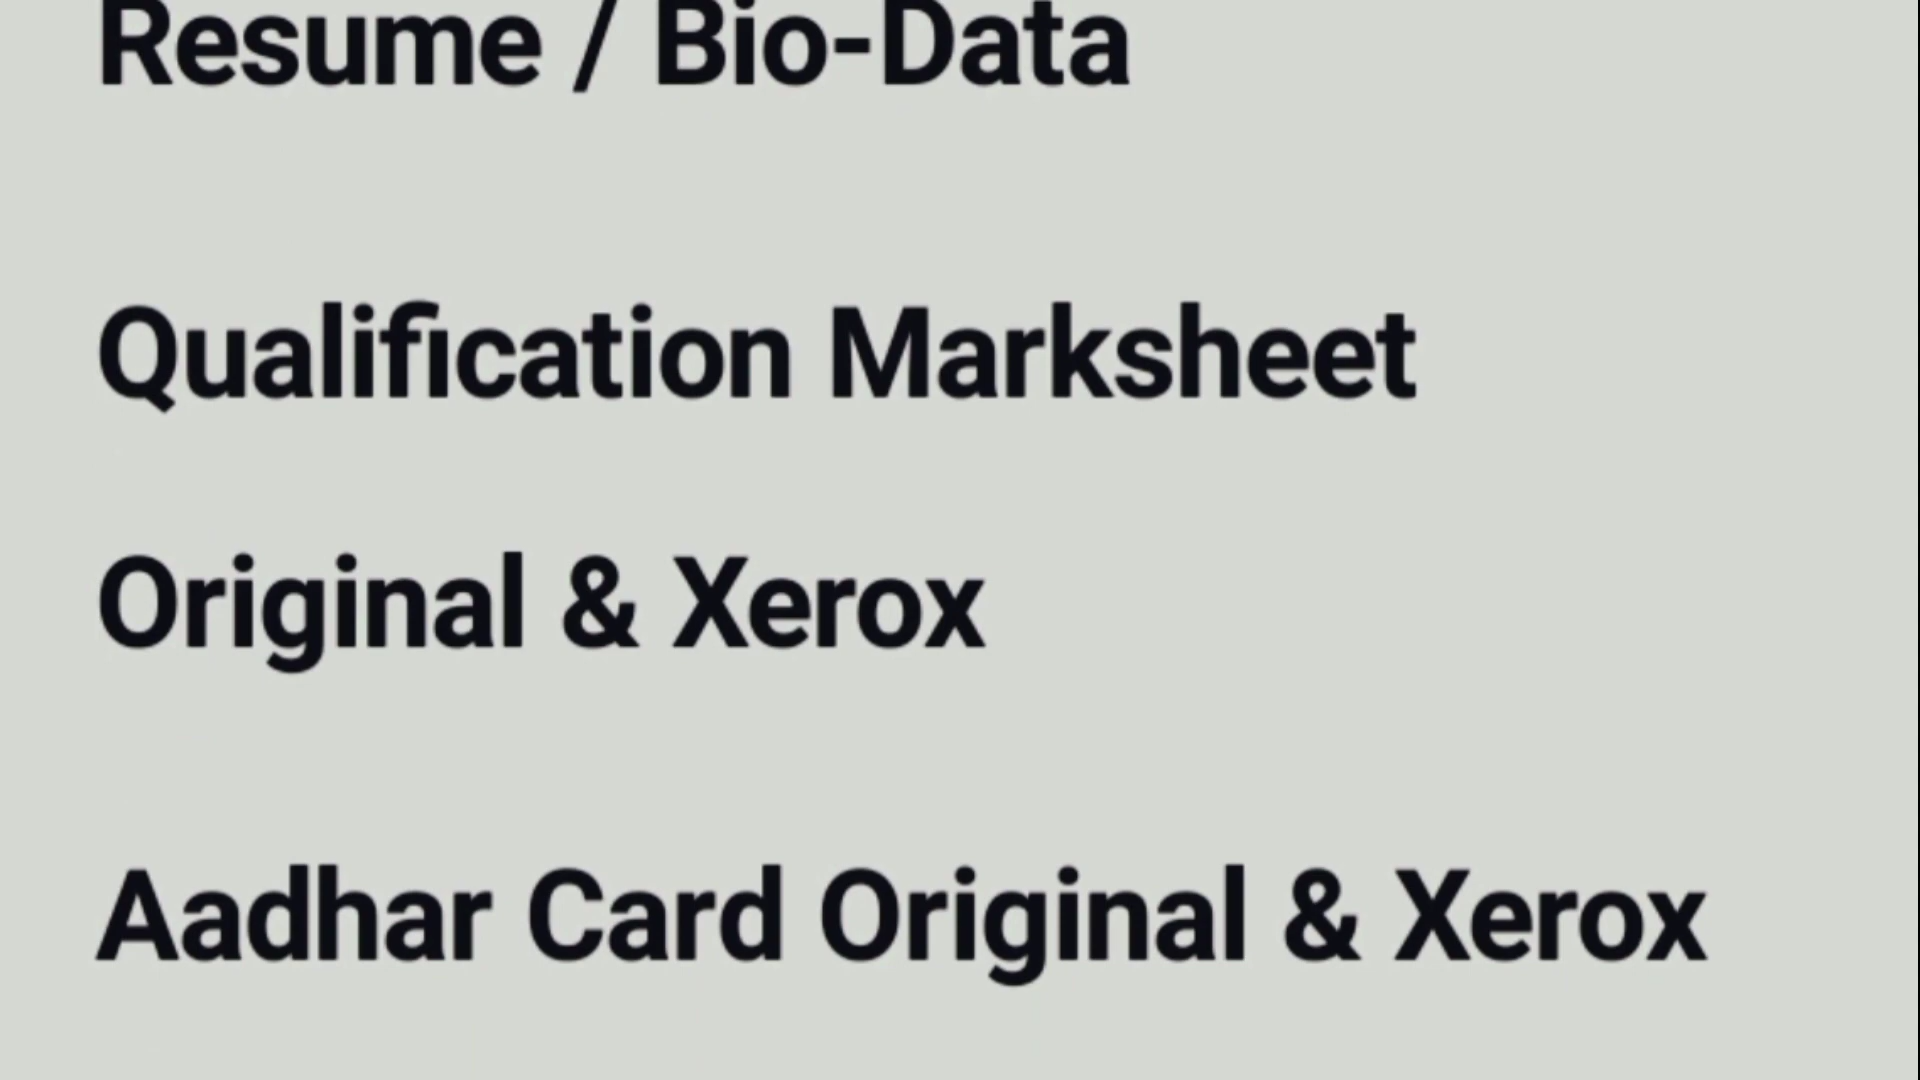 Resume / Bio-Data
Qualification Marksheet
Original & Xerox
Aadhar Card Original & Xerox